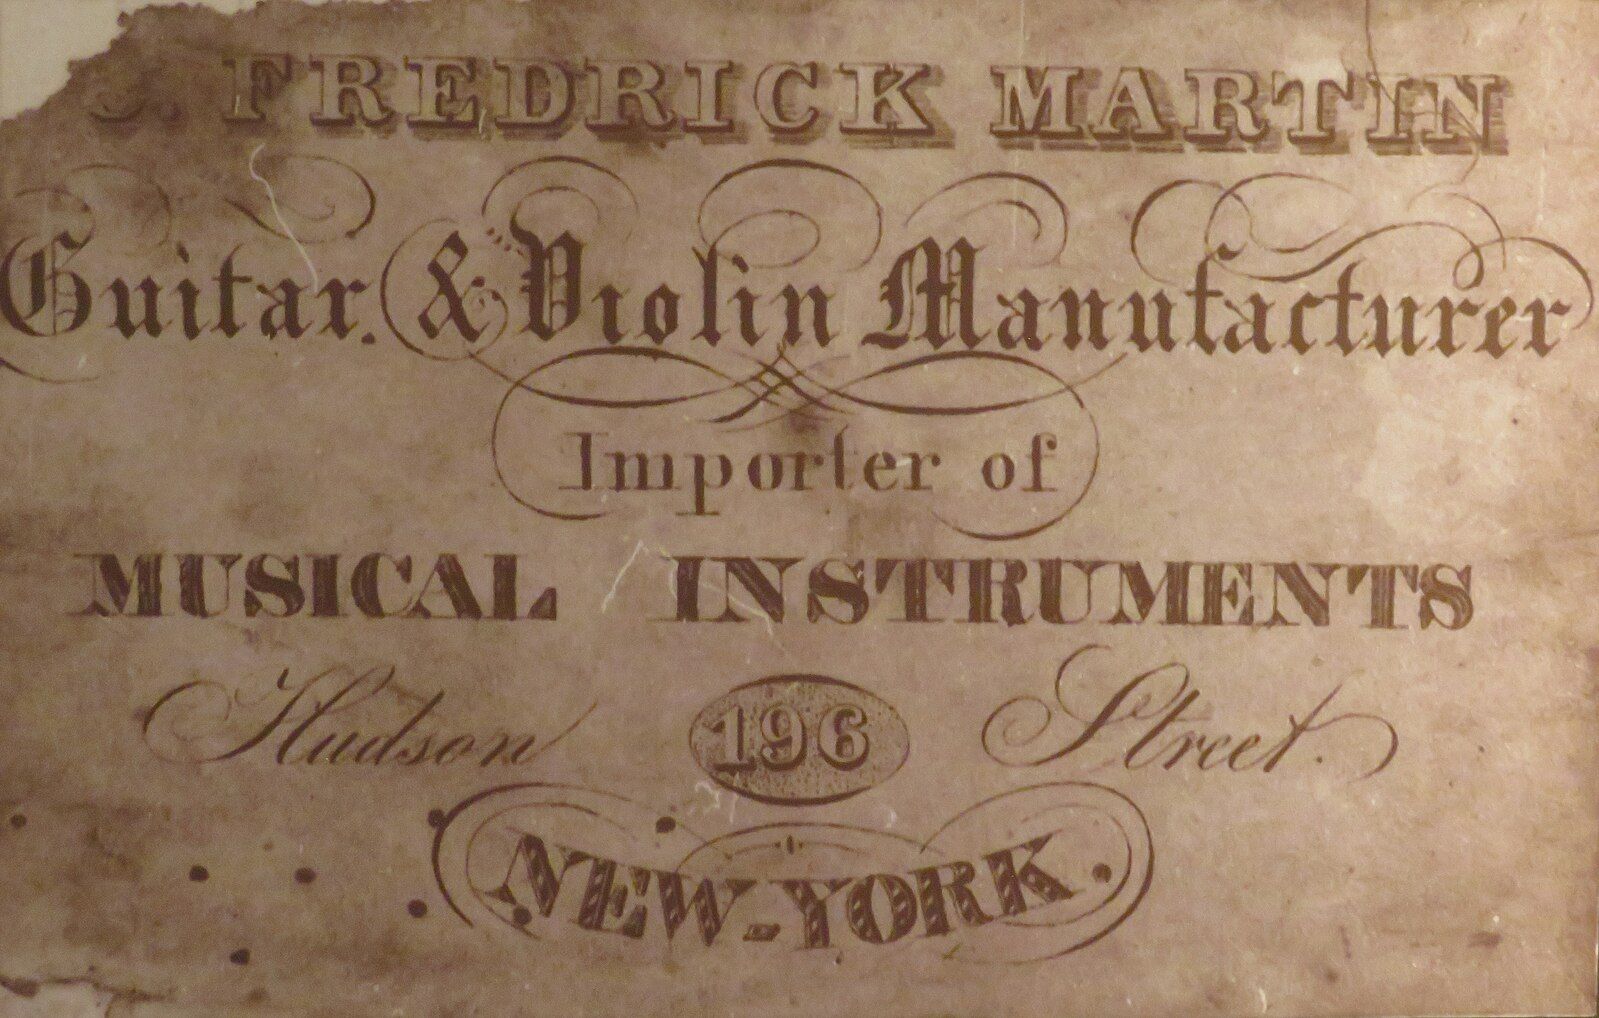 . FREDRICK MARTIN
Guitar. & Violin Manufacturer
Importer of
MUSICAL INSTRUMENTS
Hudson 196 Street.
NEW-YORK.